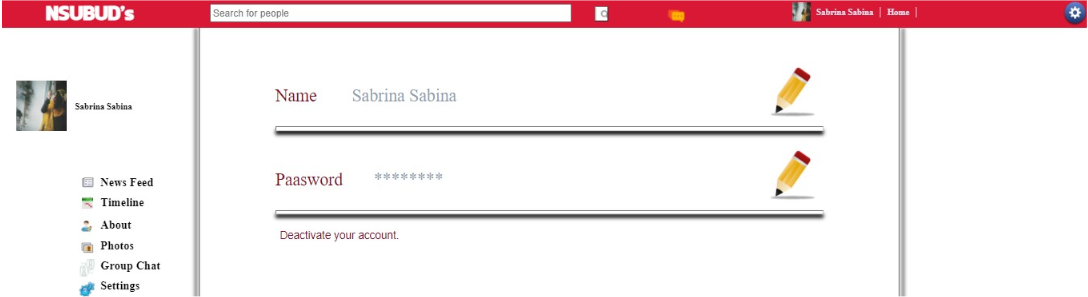 NSUBUD's
Search for people
Sabrina Sabina | Home |
Sabrina Sabina
Name Sabrina Sabina
Paasword ********
Deactivate your account.
News Feed
Timeline
About
Photos
Group Chat
Settings